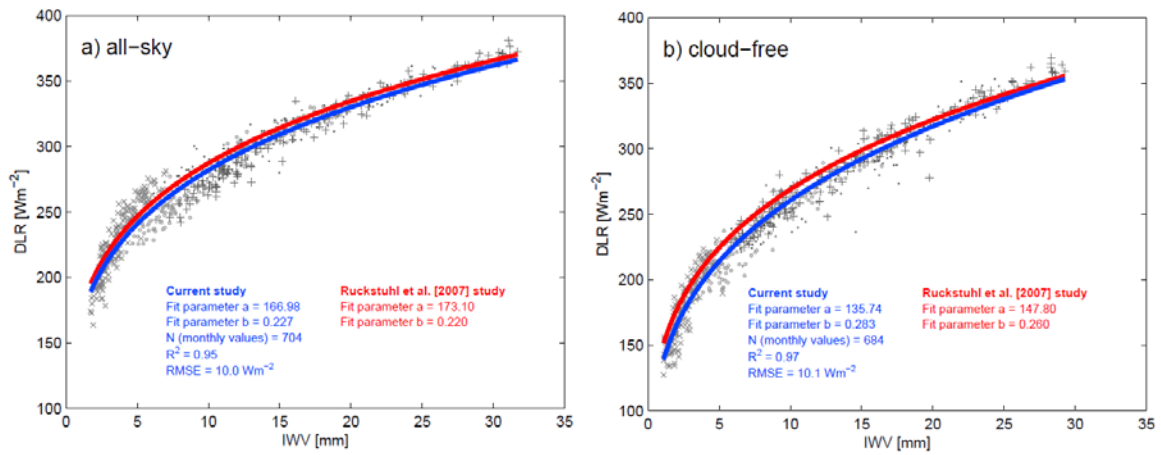 a) all-sky
DLR [Wm⁻²]
400
350
300
250
200
150
100
Current study
Fit parameter a = 166.98
Fit parameter b = 0.227
N (monthly values) = 704
R² = 0.95
RMSE = 10.0 Wm⁻²
Ruckstuhl et al. [2007] study
Fit parameter a = 173.10
Fit parameter b = 0.220
0 5 10 15 20 25 30 35
IWV [mm]
b) cloud-free
DLR [Wm⁻²]
400
350
300
250
200
150
100
Current study
Fit parameter a = 135.74
Fit parameter b = 0.283
N (monthly values) = 684
R² = 0.97
RMSE = 10.1 Wm⁻²
Ruckstuhl et al. [2007] study
Fit parameter a = 147.80
Fit parameter b = 0.260
0 5 10 15 20 25 30 35
IWV [mm]